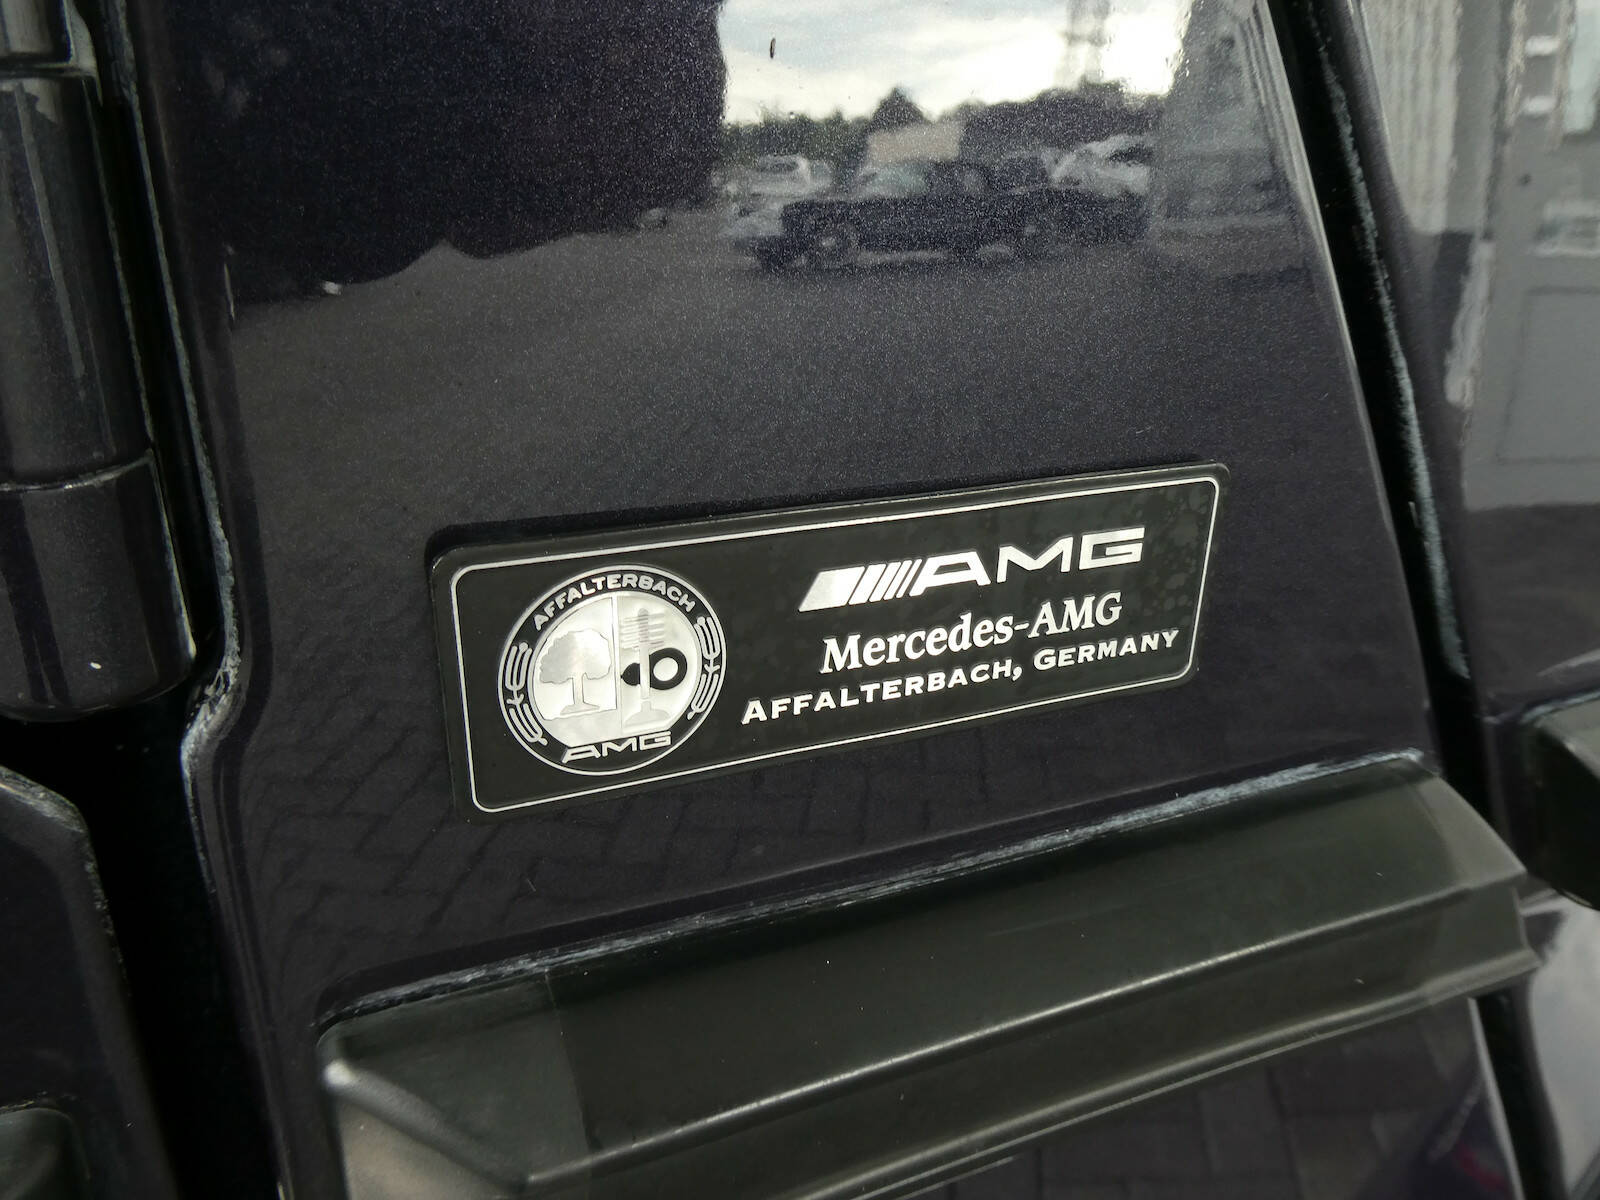 AFFALTERBACH
AMG
AMG
Mercedes-AMG
AFFALTERBACH, GERMANY